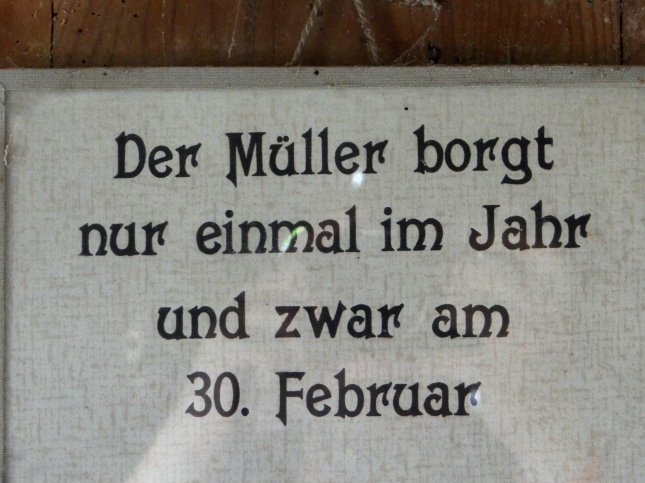 Der Müller borgt
nur einmal im Jahr
und zwar am
30. Februar